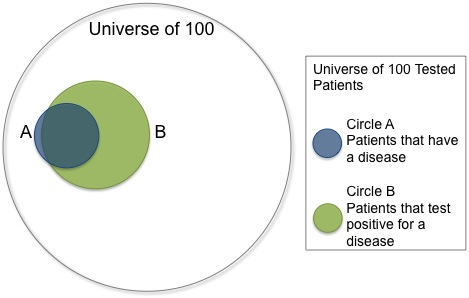 Universe of 100
A
B
Universe of 100 Tested
Patients
Circle A
Patients that have
a disease
Circle B
Patients that test
positive for a
disease